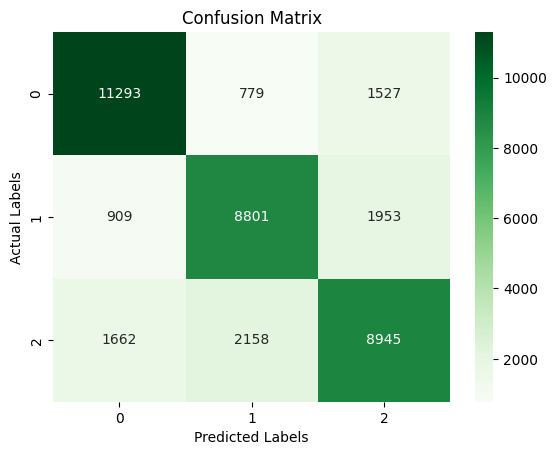 Confusion Matrix
Actual Labels
0
11293 779 1527
1
909 8801 1953
2
1662 2158 8945
0 1 2
Predicted Labels
10000
8000
6000
4000
2000